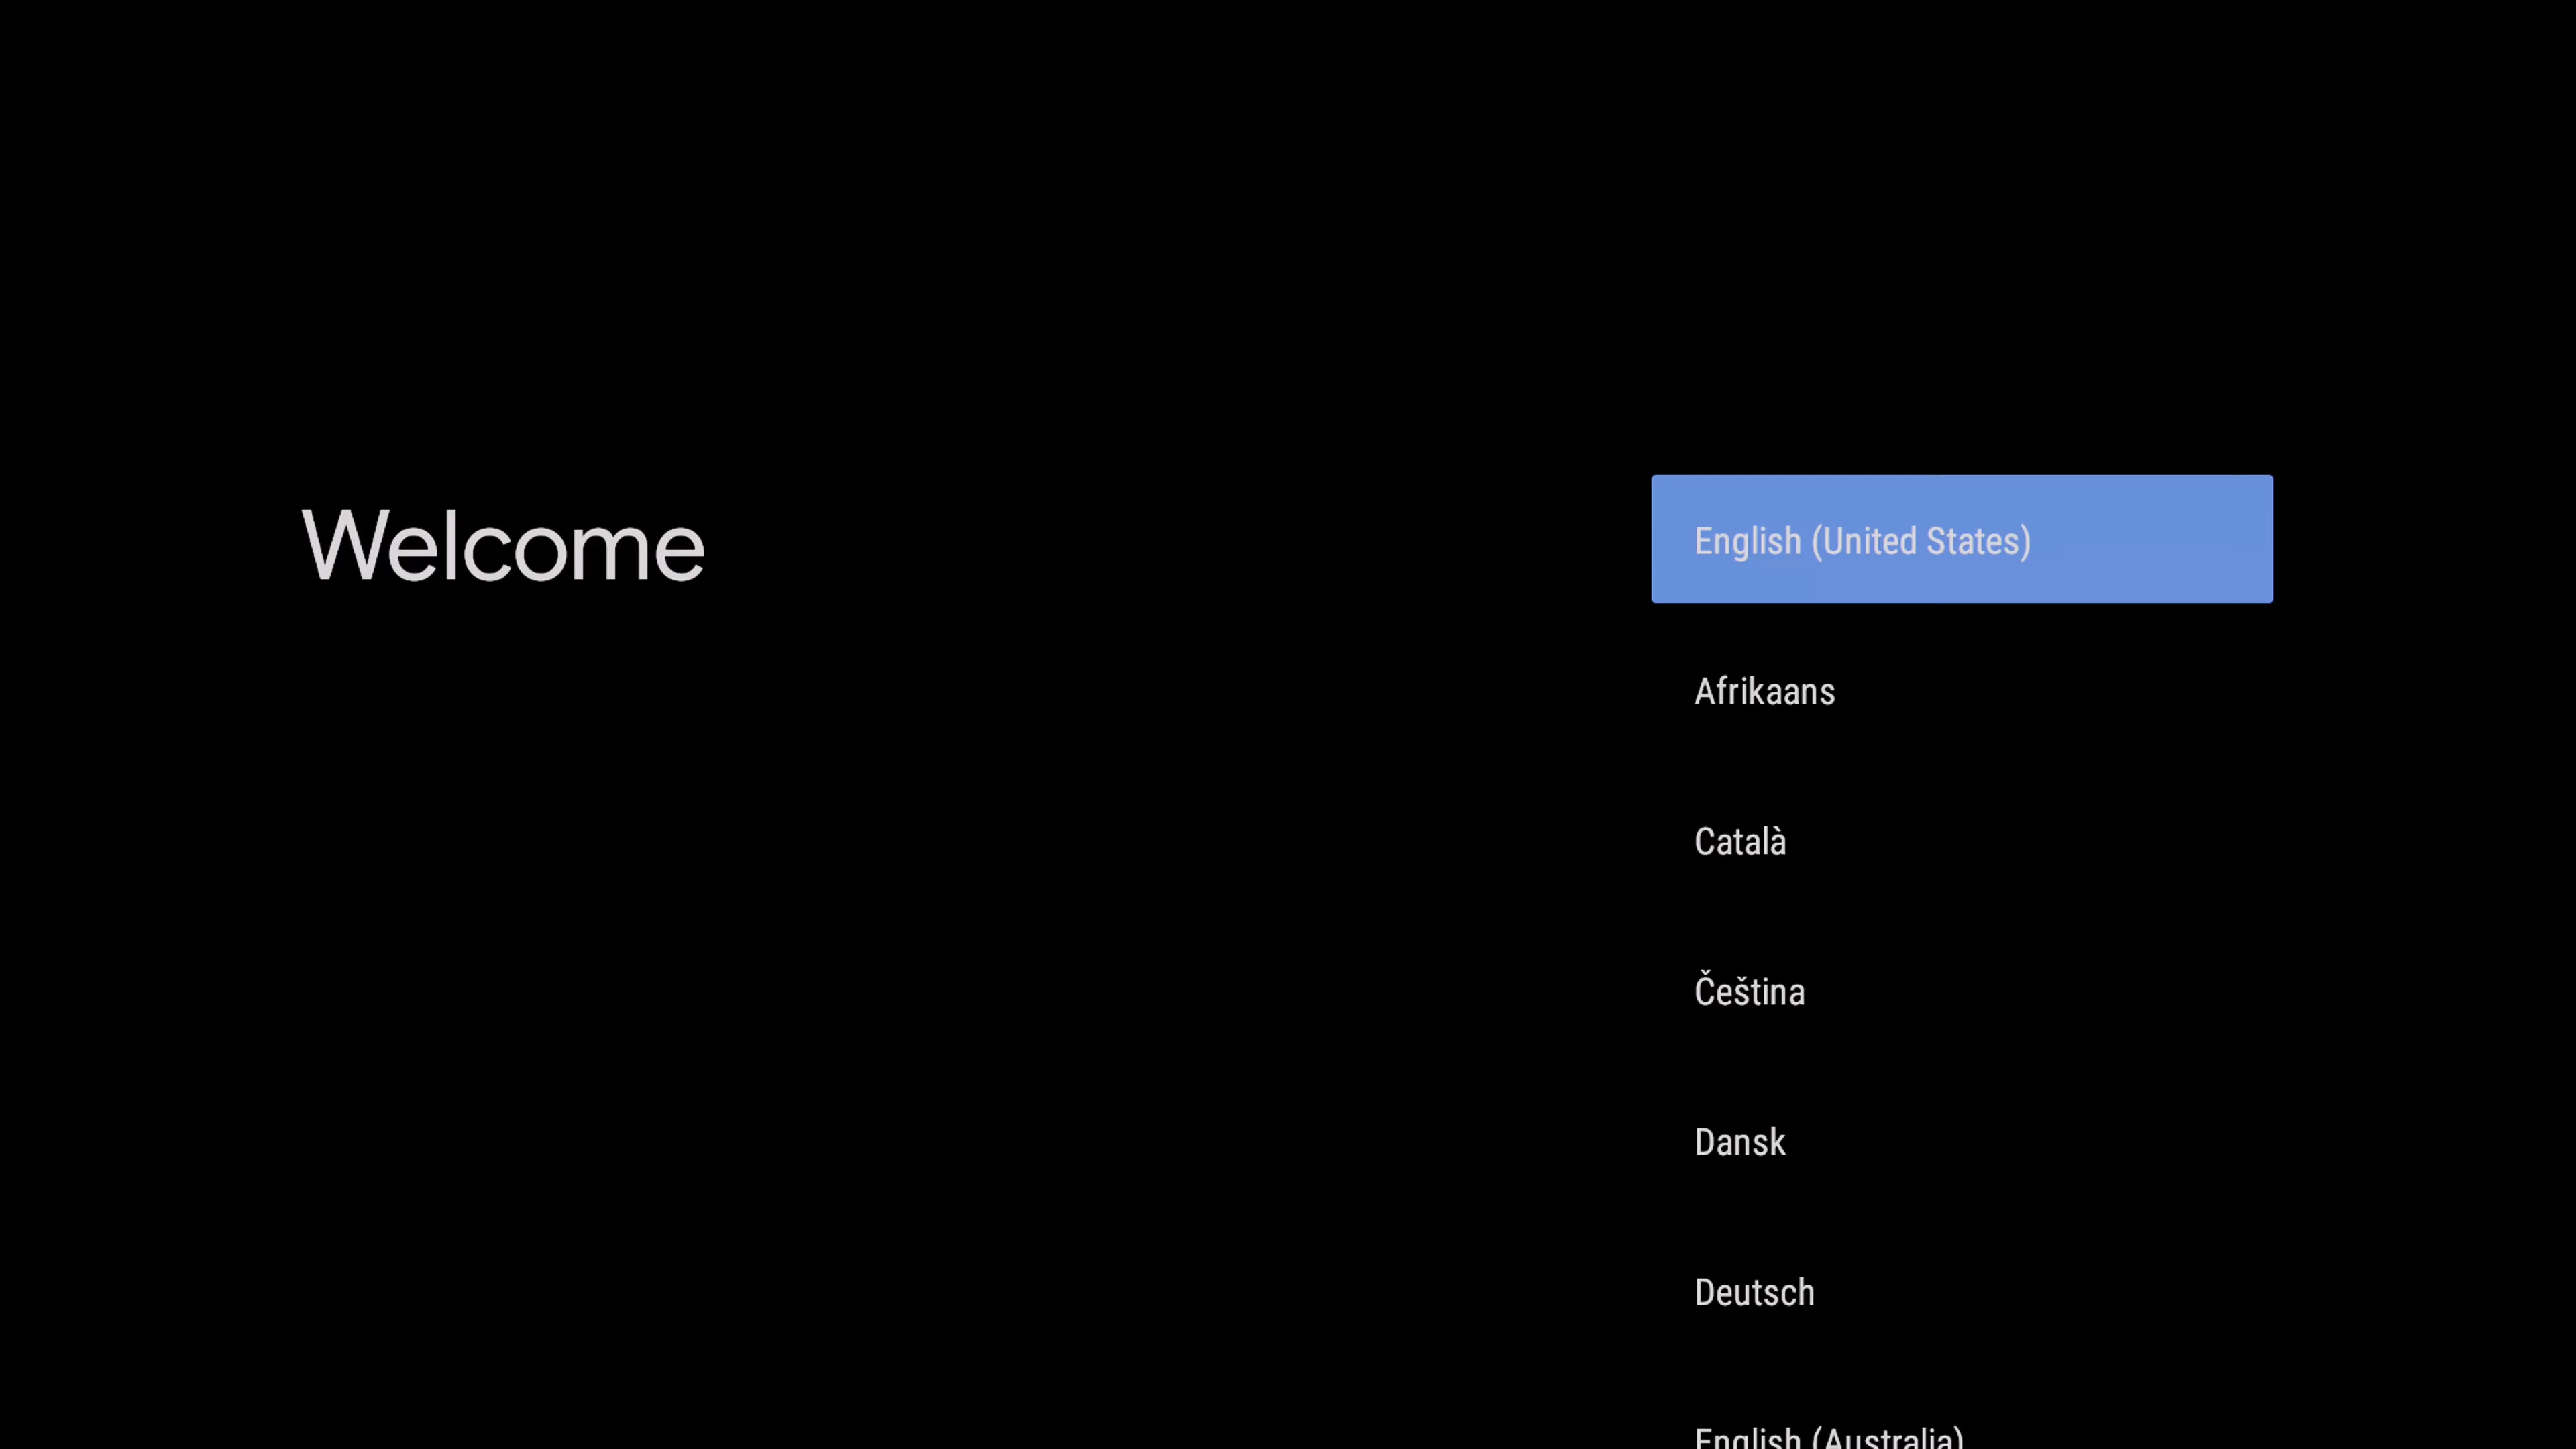 Welcome
English (United States)
Afrikaans
Català
Čeština
Dansk
Deutsch
English (Australia)